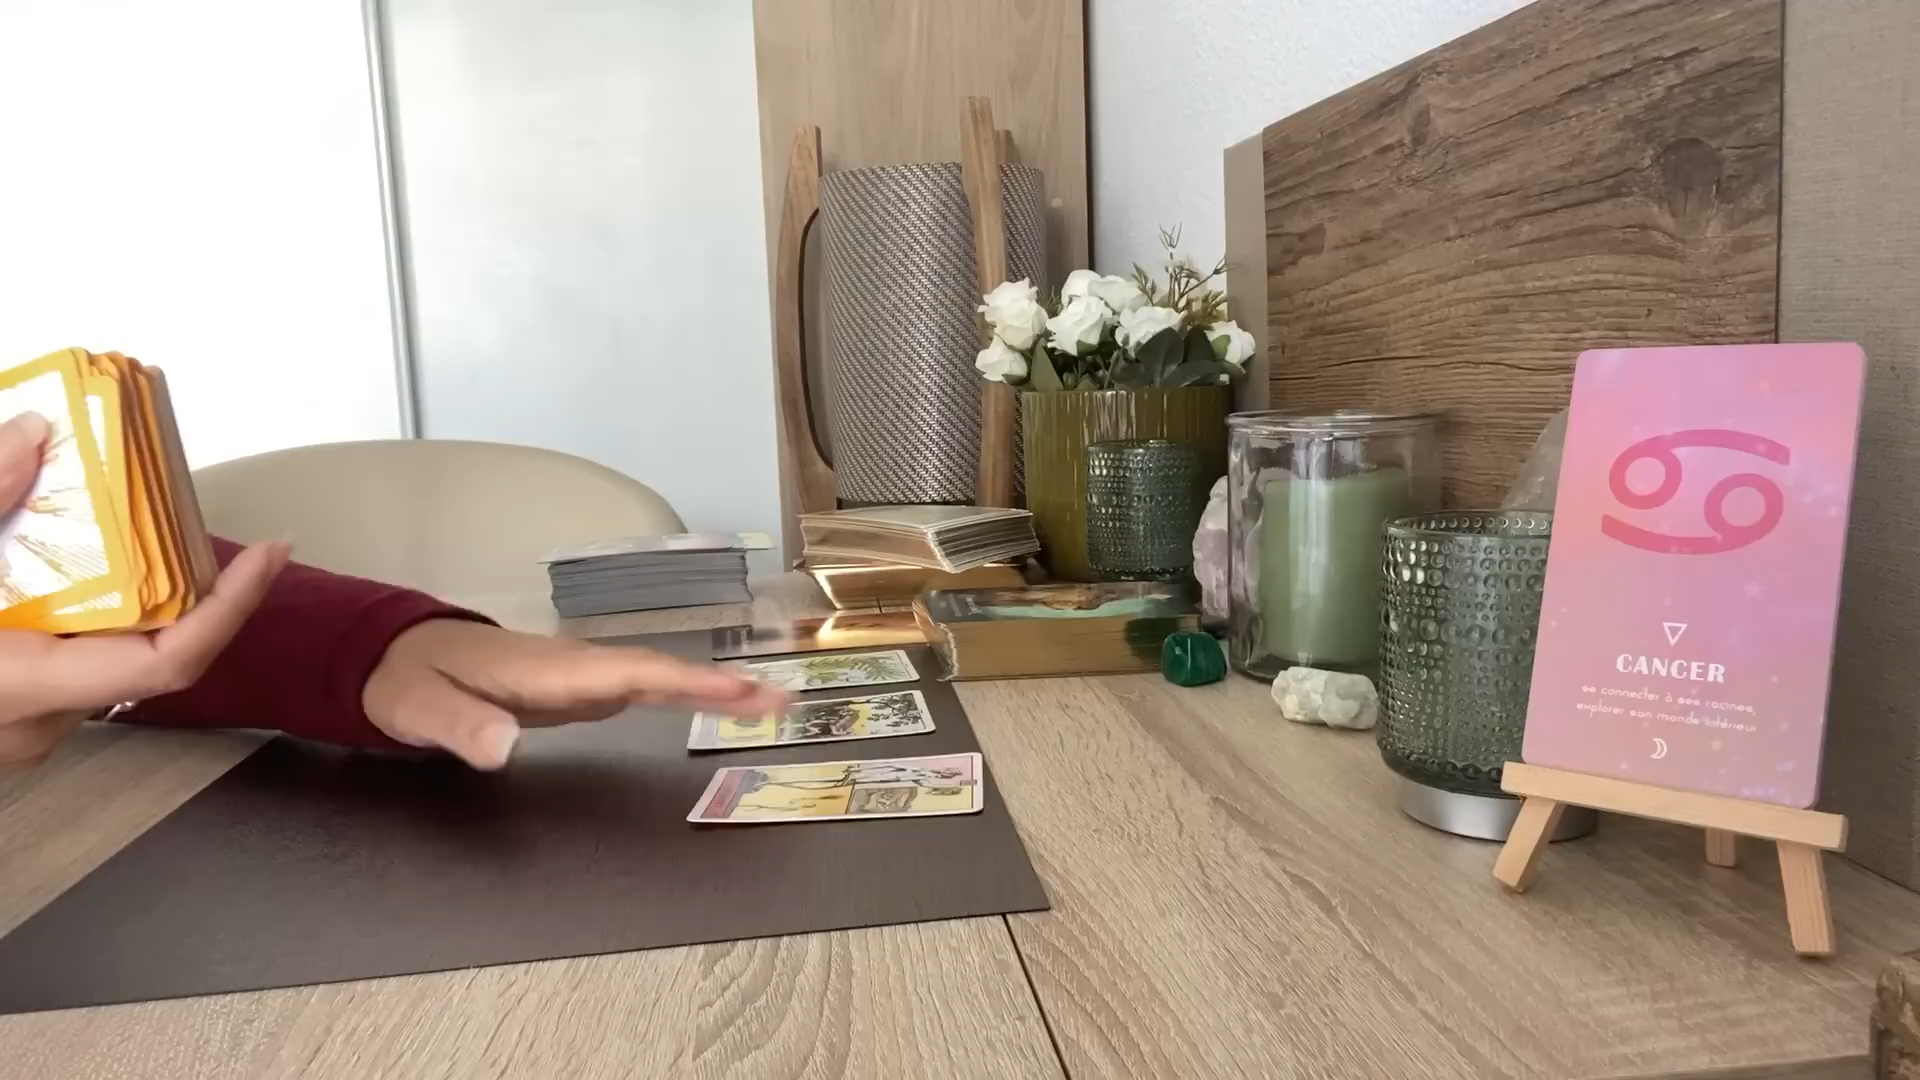 CANCER
se connecter à ses racines,
explorer son monde intérieur